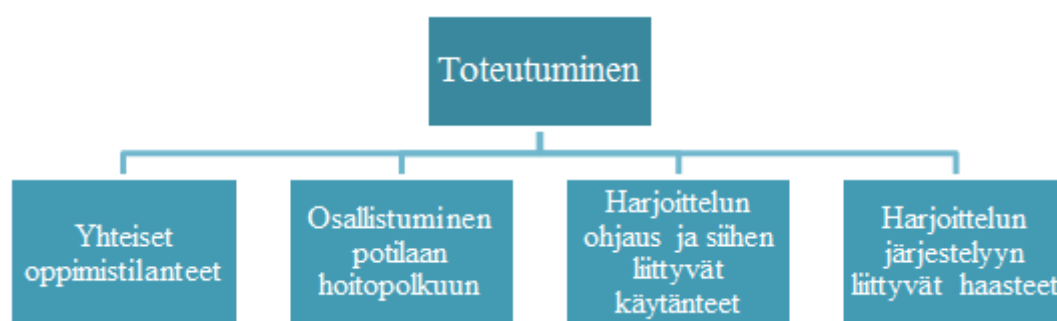 Toteutuminen
Yhteiset
oppimistilanteet
Osallistuminen
potilaan
hoitopolkuun
Harjoittelun
ohjaus ja siihen
liittyvät
käytänteet
Harjoittelun
järjestelyyn
liittyvät haasteet